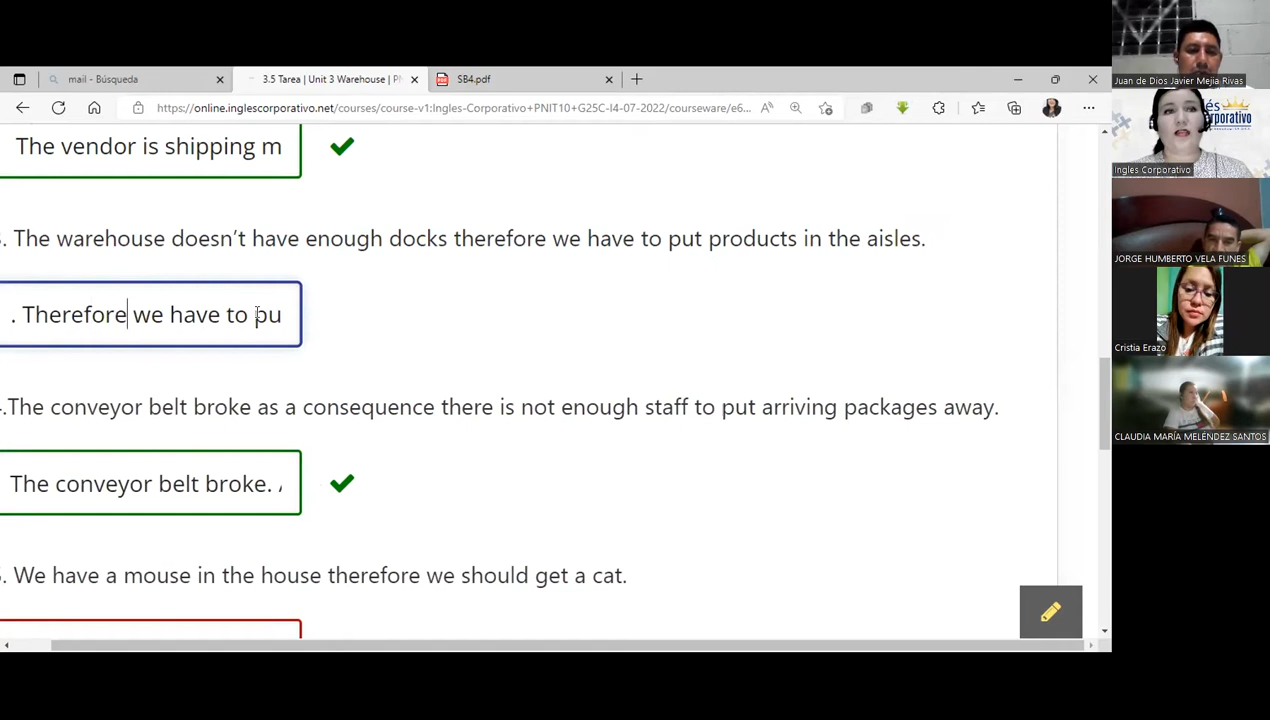 mail - Búsqueda
3.5 Tarea | Unit 3 Warehouse | PN
SB4.pdf
https://online.inglescorporativo.net/courses/course-v1:Ingles-Corporativo+PNIT10+G25C-I4-07-2022/courseware/e6...
The vendor is shipping m
. The warehouse doesn't have enough docks therefore we have to put products in the aisles.
. Therefore we have to pu
.The conveyor belt broke as a consequence there is not enough staff to put arriving packages away.
The conveyor belt broke.
. We have a mouse in the house therefore we should get a cat.
Juan de Dios Javier Mejia Rivas
és
rporativo
Ingles Corporativo
JORGE HUMBERTO VELA FUNES
Cristia Erazo
CLAUDIA MARÍA MELÉNDEZ SANTOS